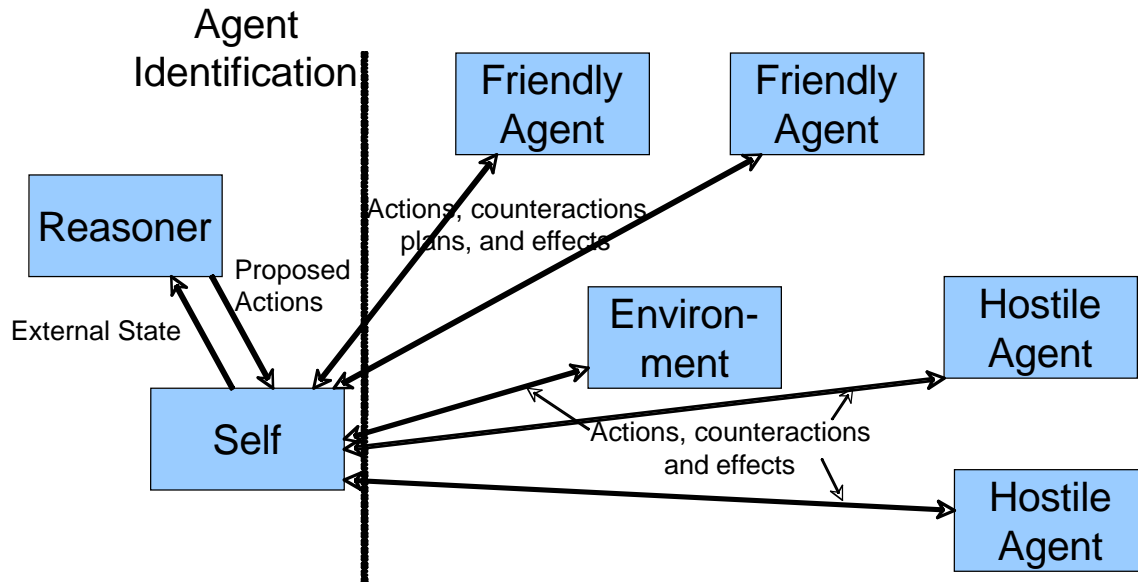 Agent
Identification
Friendly
Agent
Friendly
Agent
Reasoner
Actions, counteractions
plans, and effects
Proposed
Actions
External State
Environ-
ment
Hostile
Agent
Self
Actions, counteractions
and effects
Hostile
Agent